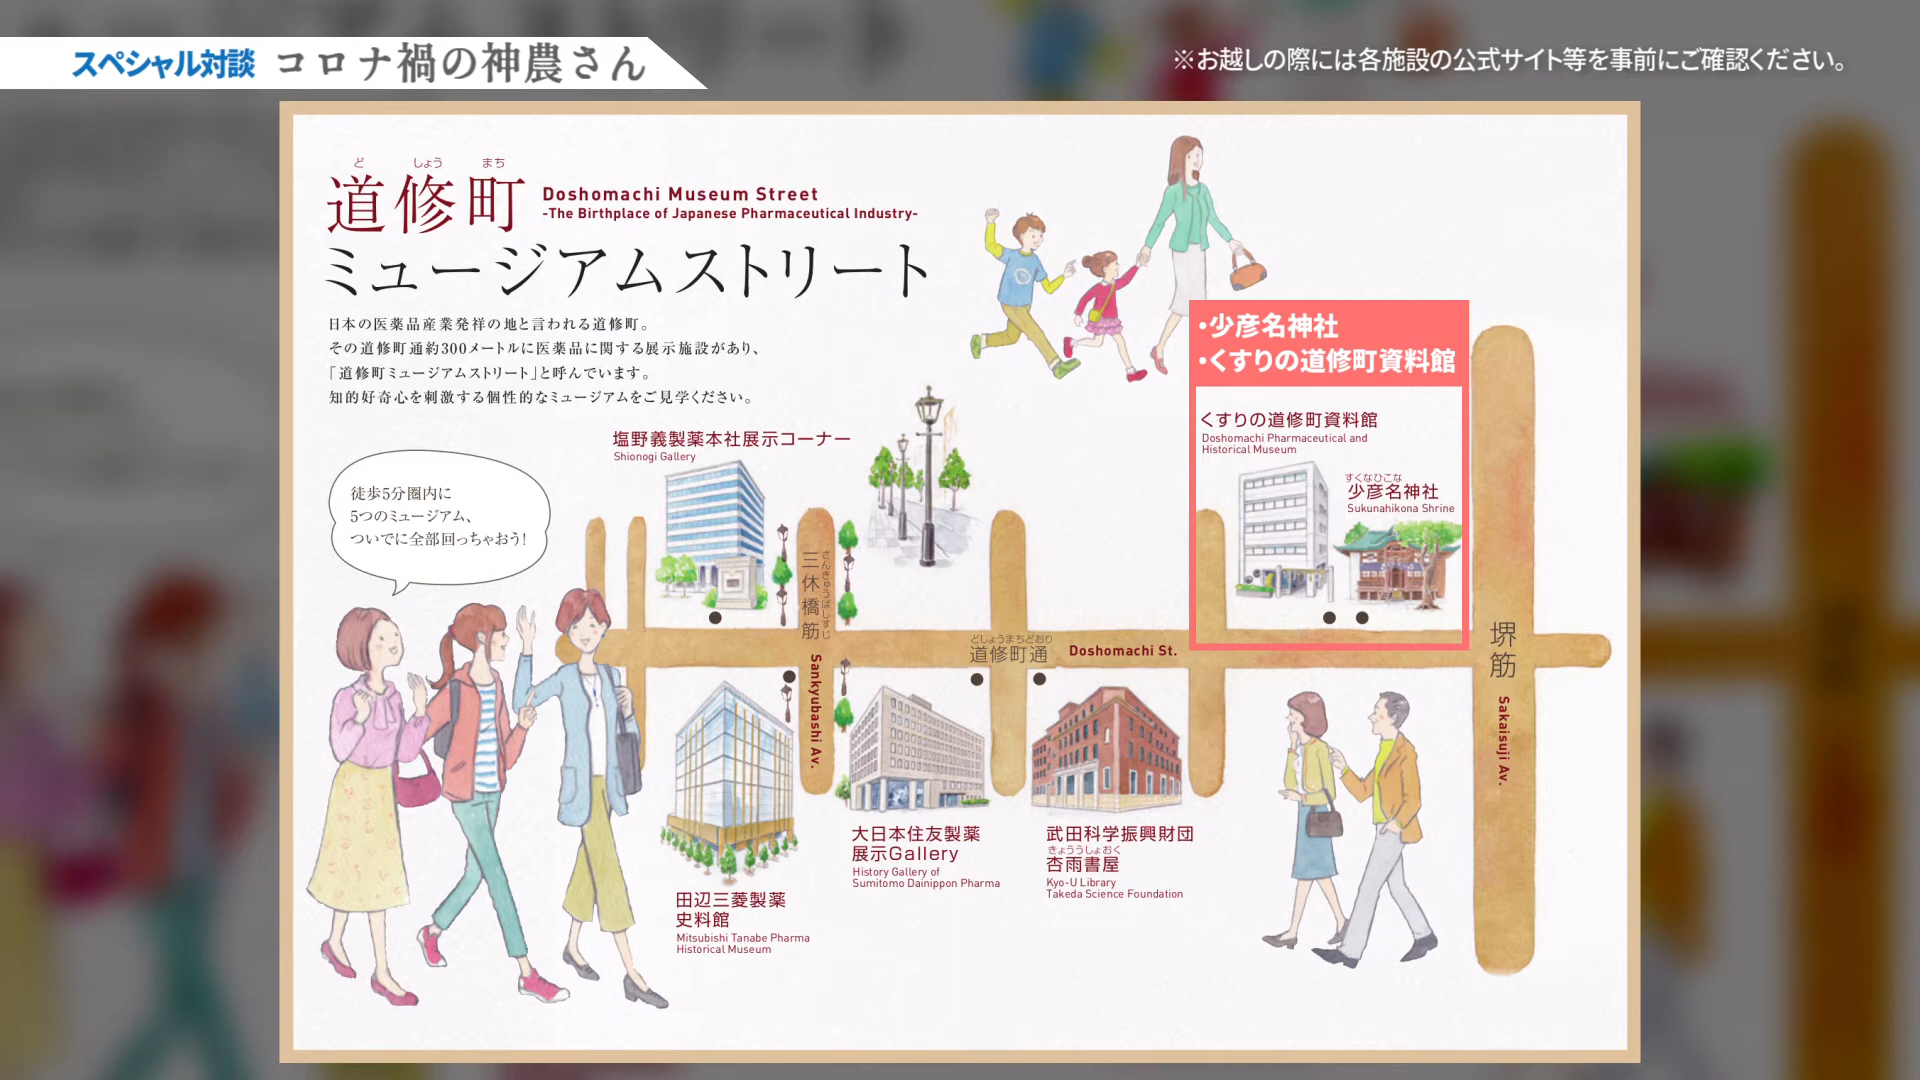 スペシャル対談 コロナ禍の神農さん
※お越しの際には各施設の公式サイト等を事前にご確認ください。
ど しょう まち
道修町
Doshomachi Museum Street
-The Birthplace of Japanese Pharmaceutical Industry-
ミュージアムストリート
日本の医薬品産業発祥の地と言われる道修町。
その道修町通約300メートルに医薬品に関する展示施設があり、
「道修町ミュージアムストリート」と呼んでいます。
知的好奇心を刺激する個性的なミュージアムをご見学ください。
・少彦名神社
・くすりの道修町資料館
くすりの道修町資料館
Doshomachi Pharmaceutical and
Historical Museum
すくなひこな
少彦名神社
Sukunahikona Shrine
塩野義製薬本社展示コーナー
Shionogi Gallery
徒歩5分圏内に
5つのミュージアム、
ついでに全部回っちゃおう!
さんきゅうばしすじ
三休橋筋
Sankyubashi Av.
どしょうまちどおり
道修町通
Doshomachi St.
堺筋
Sakaisuji Av.
田辺三菱製薬
史料館
Mitsubishi Tanabe Pharma
Historical Museum
大日本住友製薬
展示Gallery
History Gallery of
Sumitomo Dainippon Pharma
武田科学振興財団
きょううしょおく
杏雨書屋
Kyo-U Library
Takeda Science Foundation